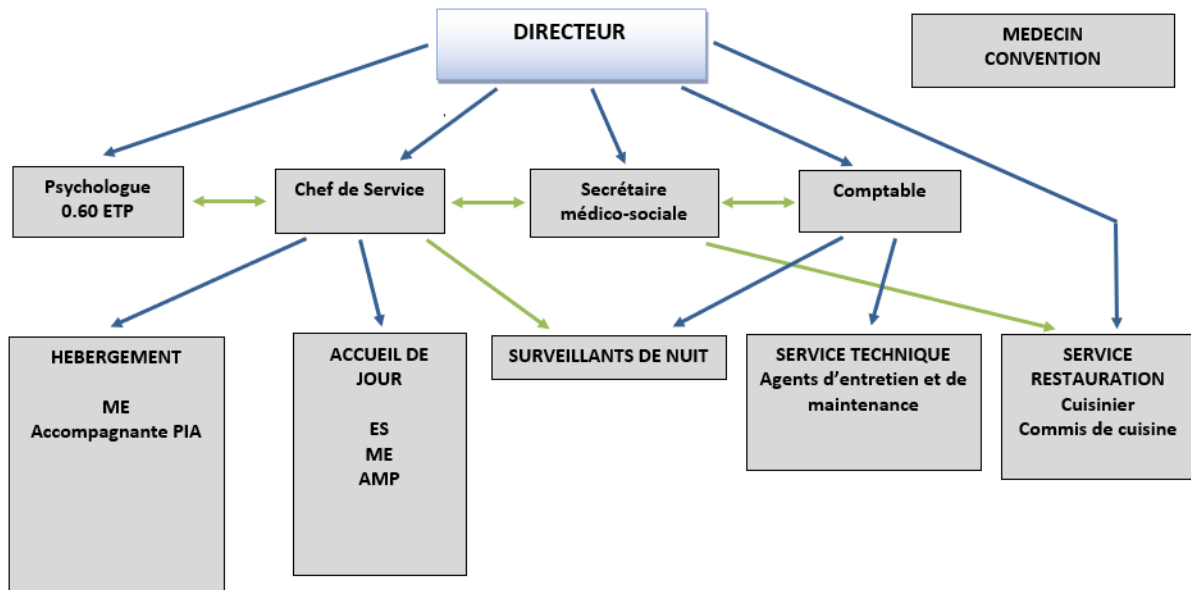 DIRECTEUR
MEDECIN
CONVENTION
Psychologue
0.60 ETP
Chef de Service
Secrétaire
médico-sociale
Comptable
HEBERGEMENT
ME
Accompagnante PIA
ACCUEIL DE
JOUR
ES
ME
AMP
SURVEILLANTS DE NUIT
SERVICE TECHNIQUE
Agents d’entretien et de
maintenance
SERVICE
RESTAURATION
Cuisinier
Commis de cuisine